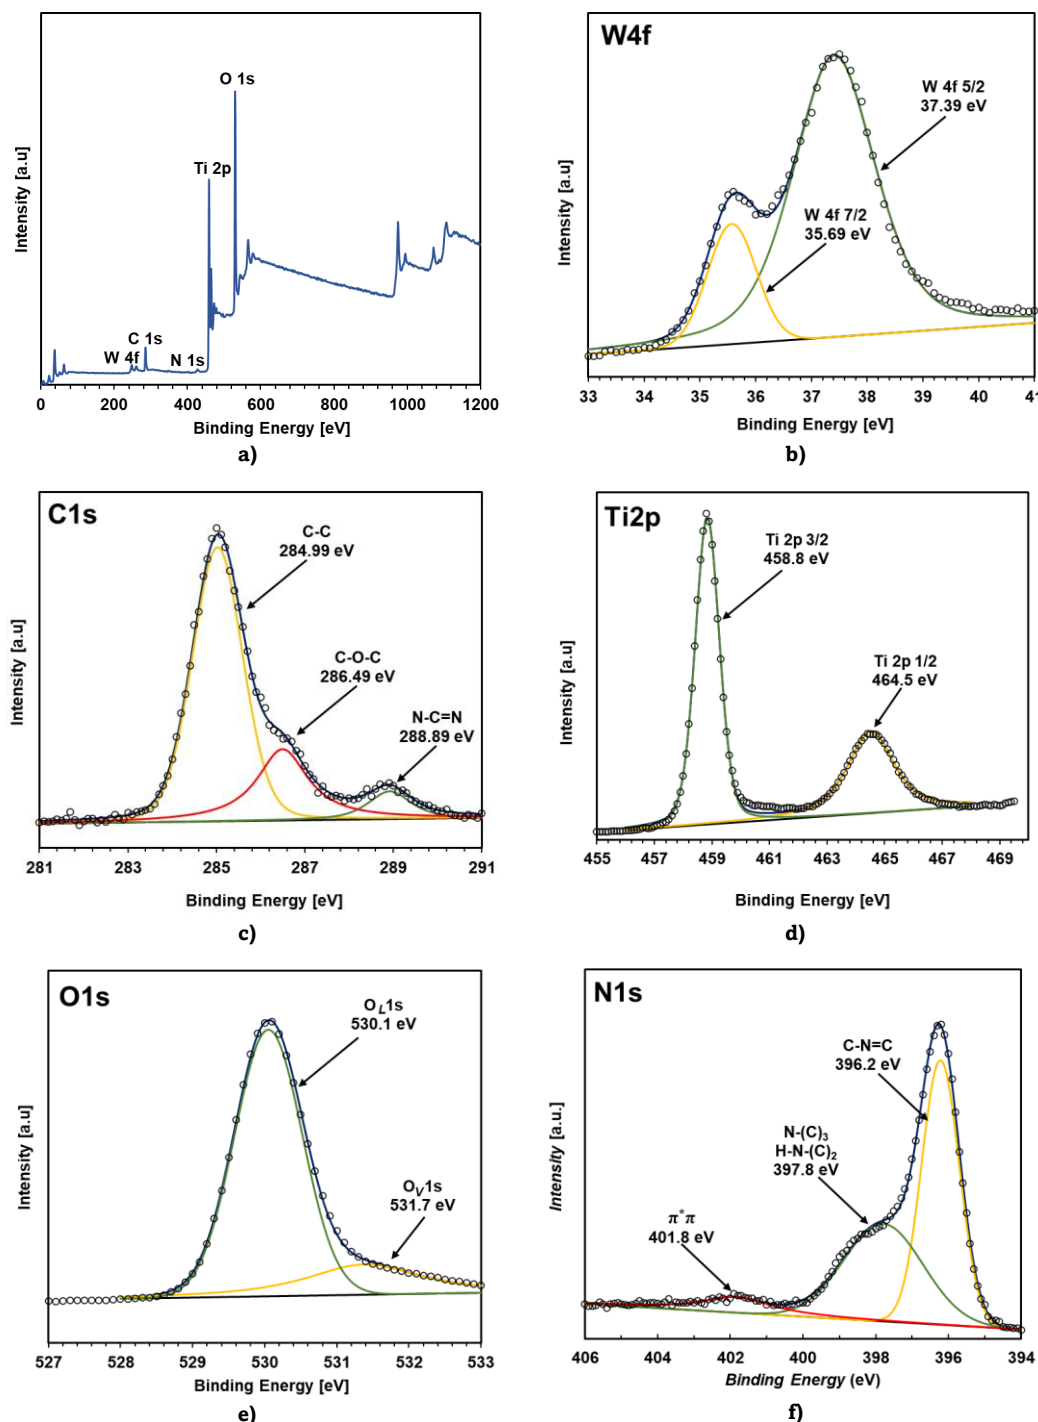 O 1s
Ti 2p
C 1s
W 4f
N 1s
Intensity [a.u]
0 200 400 600 800 1000 1200
Binding Energy [eV]
a)
W4f
W 4f 5/2
37.39 eV
W 4f 7/2
35.69 eV
Intensity [a.u]
33 34 35 36 37 38 39 40 41
Binding Energy [eV]
b)
C1s
C-C
284.99 eV
C-O-C
286.49 eV
N-C=N
288.89 eV
Intensity [a.u]
281 283 285 287 289 291
Binding Energy [eV]
c)
Ti2p
Ti 2p 3/2
458.8 eV
Ti 2p 1/2
464.5 eV
Intensity [a.u]
455 457 459 461 463 465 467 469
Binding Energy [eV]
d)
O1s
O_L1s
530.1 eV
O_V1s
531.7 eV
Intensity [a.u]
527 528 529 530 531 532 533
Binding Energy [eV]
e)
N1s
C-N=C
396.2 eV
N-(C)₃
H-N-(C)₂
397.8 eV
π*π
401.8 eV
Intensity [a.u.]
406 404 402 400 398 396 394
Binding Energy (eV)
f)